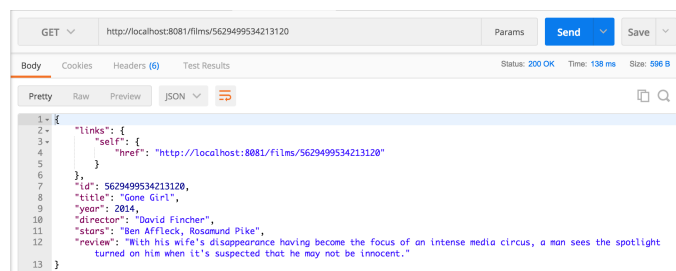 GET http://localhost:8081/films/5629499534213120 Params Send Save
Body Cookies Headers (6) Test Results Status: 200 OK Time: 138 ms Size: 596 B
Pretty Raw Preview JSON
1 {
2 "links": {
3 "self": {
4 "href": "http://localhost:8081/films/5629499534213120"
5 }
6 },
7 "id": 5629499534213120,
8 "title": "Gone Girl",
9 "year": 2014,
10 "director": "David Fincher",
11 "stars": "Ben Affleck, Rosamund Pike",
12 "review": "With his wife's disappearance having become the focus of an intense media circus, a man sees the spotlight
turned on him when it's suspected that he may not be innocent."
13 }